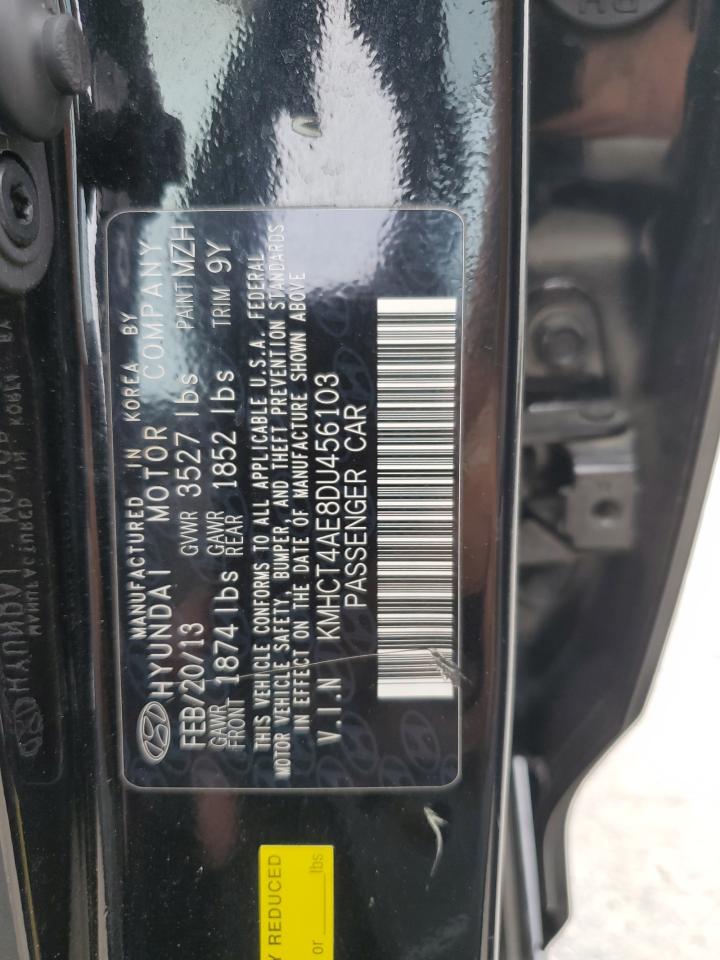 MANUFACTURED IN KOREA BY
HYUNDAI MOTOR COMPANY
FEB/20/13 GVWR 3527 lbs PAINT MZH
GAWR FRONT 1874 lbs GAWR REAR 1852 lbs TRIM 9Y
THIS VEHICLE CONFORMS TO ALL APPLICABLE U.S.A. FEDERAL
MOTOR VEHICLE SAFETY, BUMPER, AND THEFT PREVENTION STANDARDS
IN EFFECT ON THE DATE OF MANUFACTURE SHOWN ABOVE
V.I.N KMHCT4AE8DU456103
PASSENGER CAR
Y REDUCED
or ____ lbs
RH